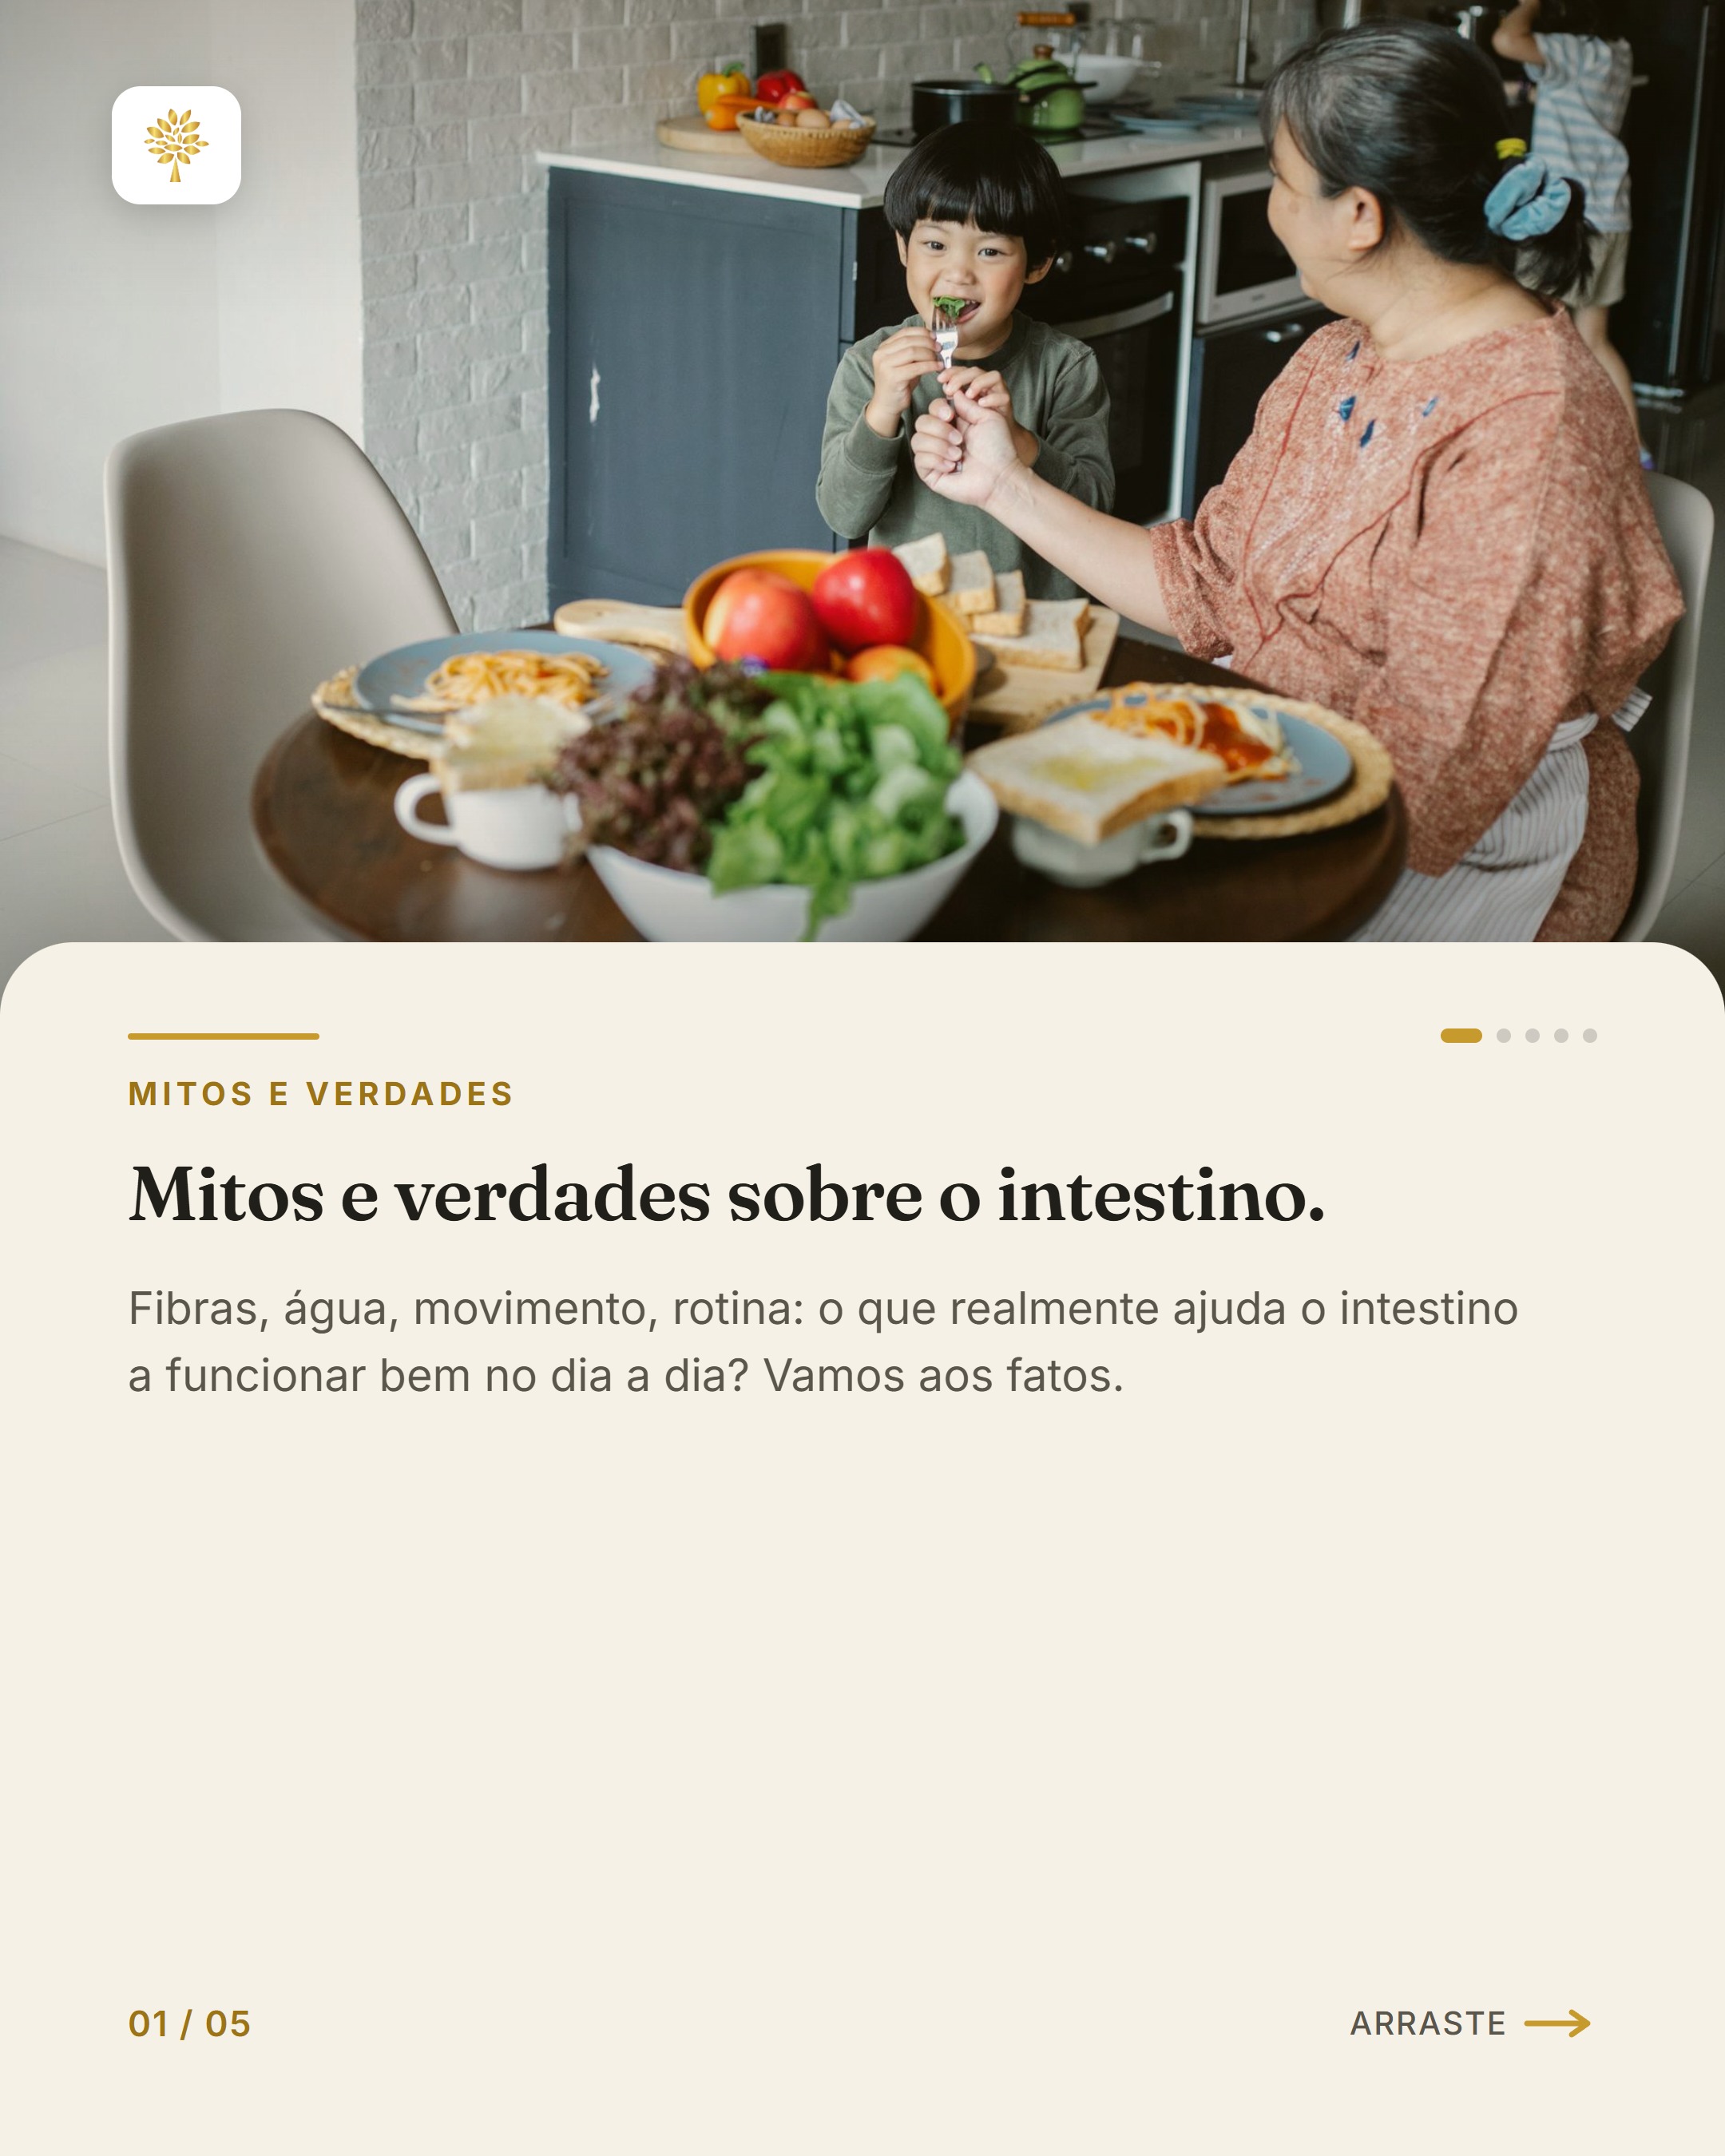 MITOS E VERDADES
Mitos e verdades sobre o intestino.
Fibras, água, movimento, rotina: o que realmente ajuda o intestino
a funcionar bem no dia a dia? Vamos aos fatos.
01 / 05
ARRASTE